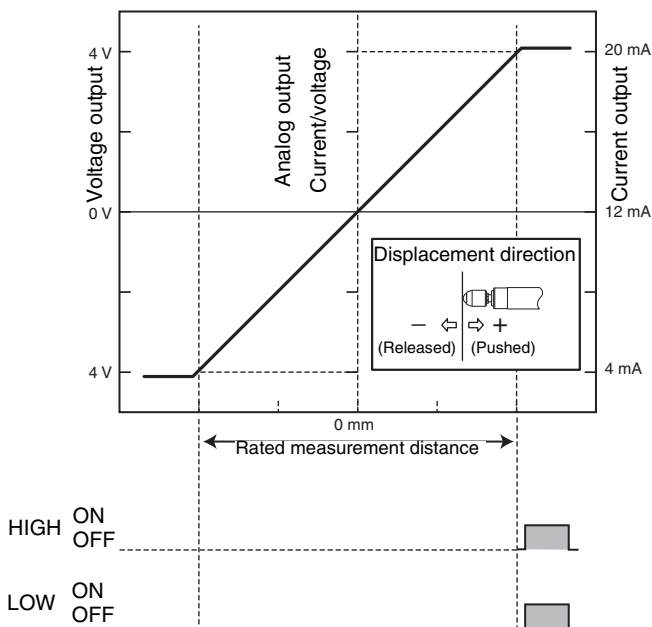 4 V
20 mA
Voltage output
Analog output
Current/voltage
Current output
0 V
12 mA
Displacement direction
− ⇦ ⇨ +
(Released) (Pushed)
4 V
4 mA
0 mm
Rated measurement distance
HIGH ON
OFF
LOW ON
OFF